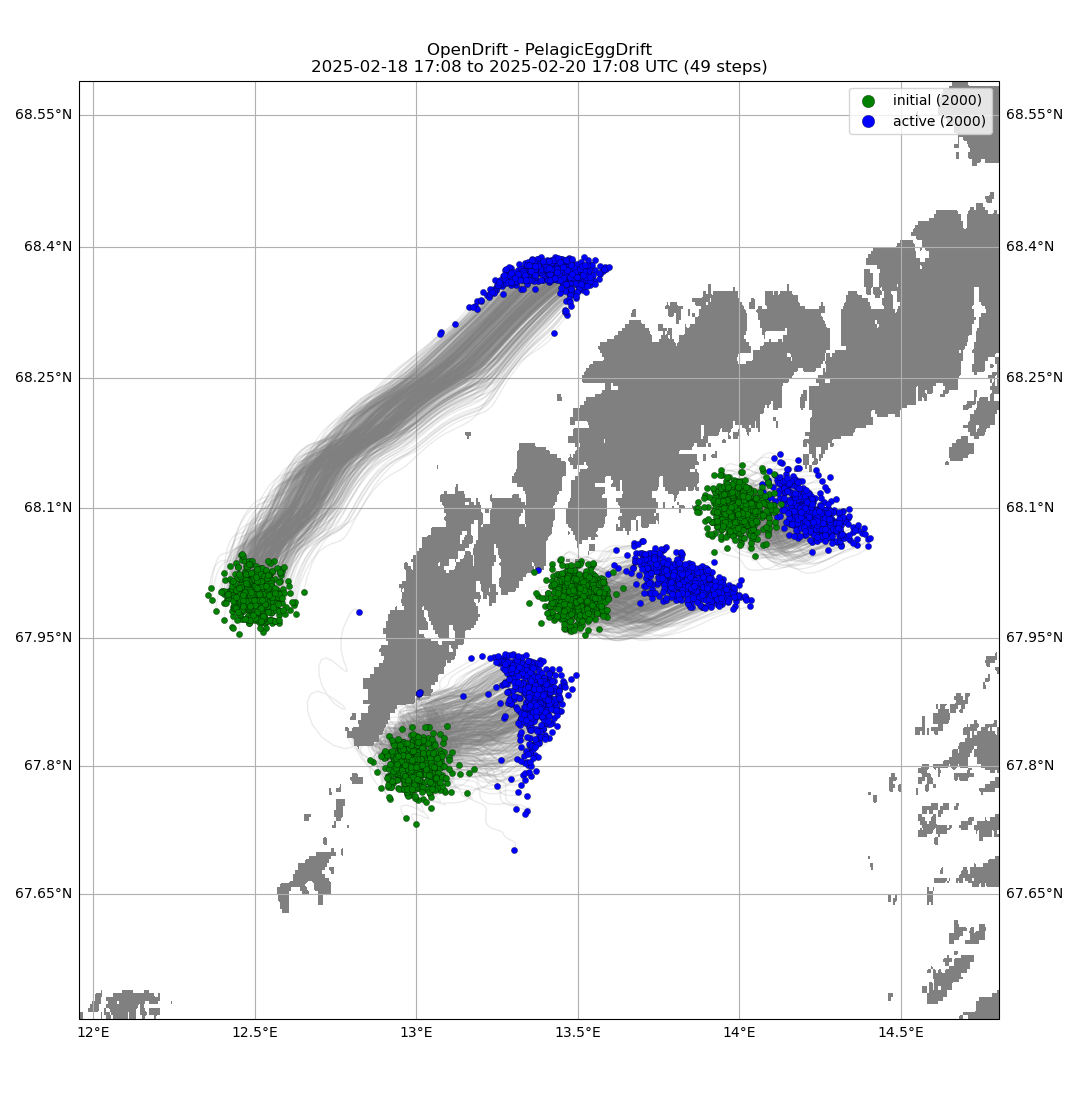 OpenDrift - PelagicEggDrift
2025-02-18 17:08 to 2025-02-20 17:08 UTC (49 steps)
initial (2000)
active (2000)
68.55°N 68.55°N
68.4°N 68.4°N
68.25°N 68.25°N
68.1°N 68.1°N
67.95°N 67.95°N
67.8°N 67.8°N
67.65°N 67.65°N
12°E 12.5°E 13°E 13.5°E 14°E 14.5°E